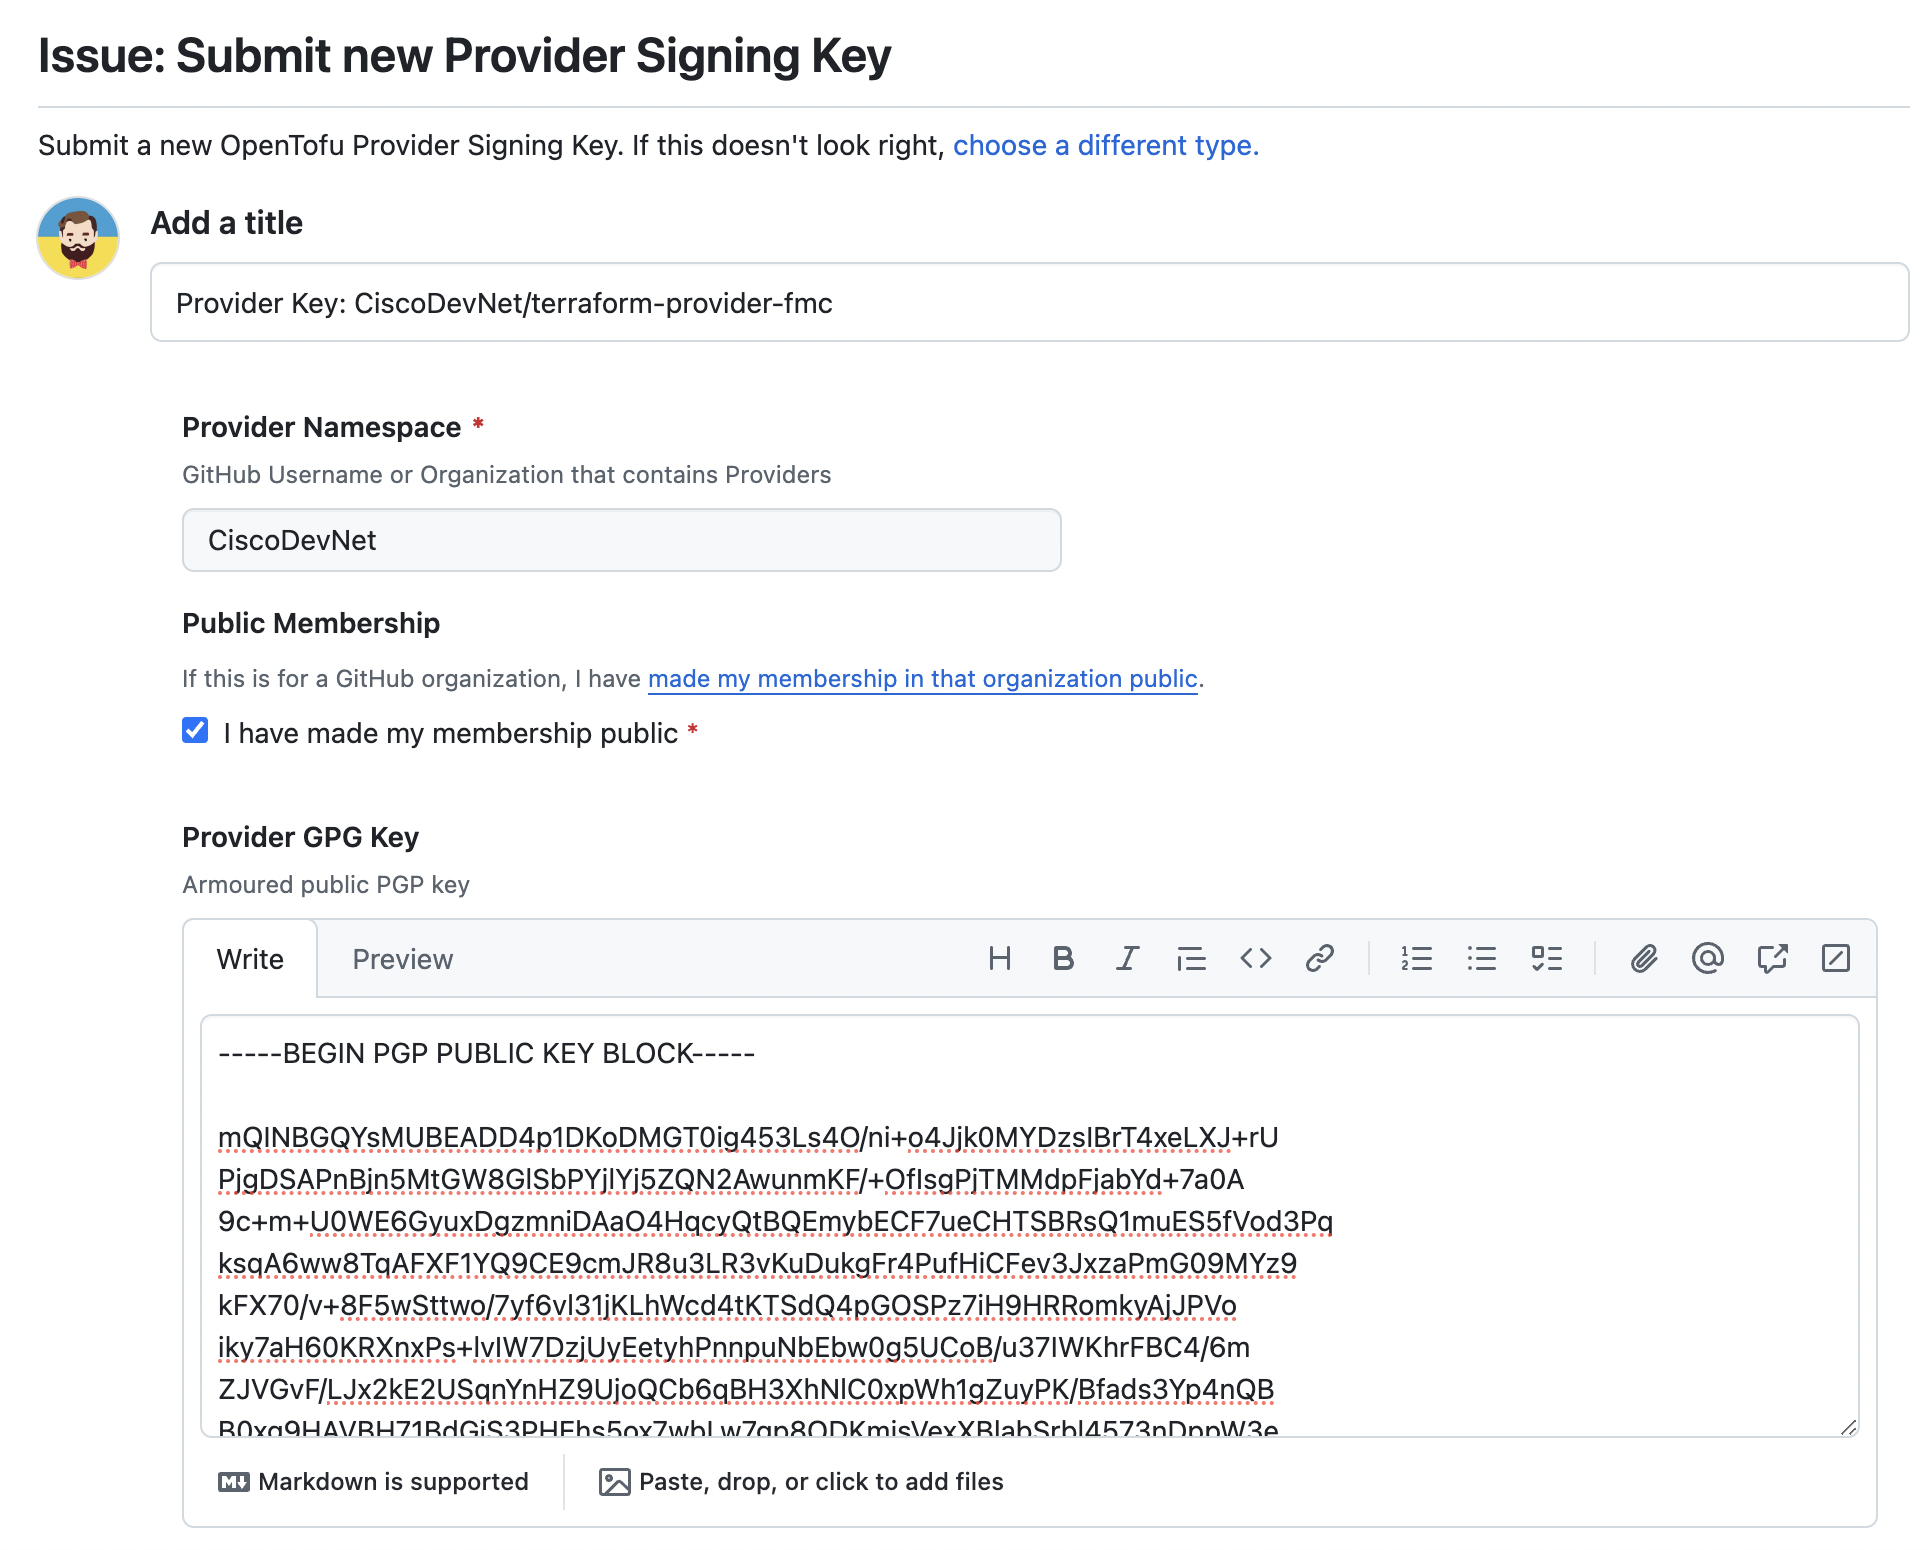 Issue: Submit new Provider Signing Key
Submit a new OpenTofu Provider Signing Key. If this doesn't look right, choose a different type.
Add a title
Provider Key: CiscoDevNet/terraform-provider-fmc
Provider Namespace *
GitHub Username or Organization that contains Providers
CiscoDevNet
Public Membership
If this is for a GitHub organization, I have made my membership in that organization public.
I have made my membership public *
Provider GPG Key
Armoured public PGP key
Write Preview
-----BEGIN PGP PUBLIC KEY BLOCK-----
mQINBGQYsMUBEADD4p1DKoDMGT0ig453Ls4O/ni+o4Jjk0MYDzsIBrT4xeLXJ+rU
PjgDSAPnBjn5MtGW8GlSbPYjlYj5ZQN2AwunmKF/+OfIsgPjTMMdpFjabYd+7a0A
9c+m+U0WE6GyuxDgzmniDAaO4HqcyQtBQEmybECF7ueCHTSBRsQ1muES5fVod3Pq
ksqA6ww8TqAFXF1YQ9CE9cmJR8u3LR3vKuDukgFr4PufHiCFev3JxzaPmG09MYz9
kFX70/v+8F5wSttwo/7yf6vl31jKLhWcd4tKTSdQ4pGOSPz7iH9HRRomkyAjJPVo
iky7aH60KRXnxPs+lvIW7DzjUyEetyhPnnpuNbEbw0g5UCoB/u37IWKhrFBC4/6m
ZJVGvF/LJx2kE2USqnYnHZ9UjoQCb6qBH3XhNlC0xpWh1gZuyPK/Bfads3Yp4nQB
Markdown is supported
Paste, drop, or click to add files